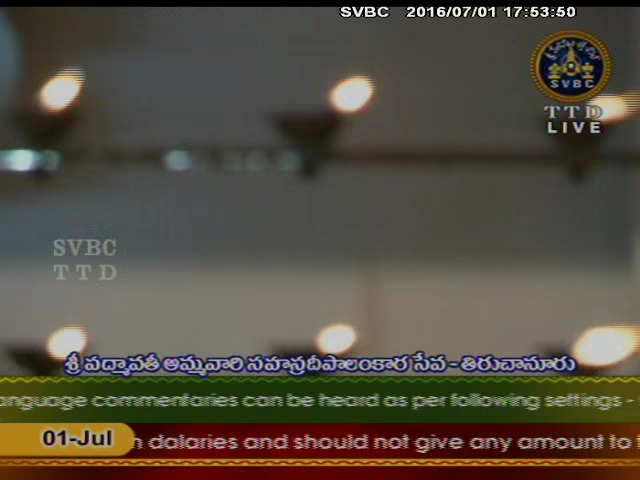 SVBC 2016/07/01 17:53:50
SVBC
TTD
LIVE
SVBC
TTD
శ్రీ పద్మావతీ అమ్మవారి సహస్రదీపాలంకార సేవ - తిరుచానూరు
anguage commentaries can be heard as per following settings -
01-Jul
dalaries and should not give any amount to